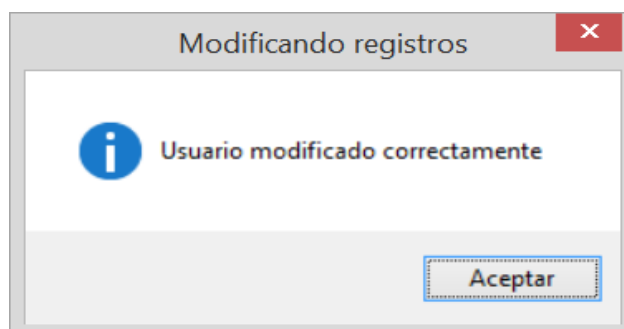 Modificando registros
Usuario modificado correctamente
Aceptar